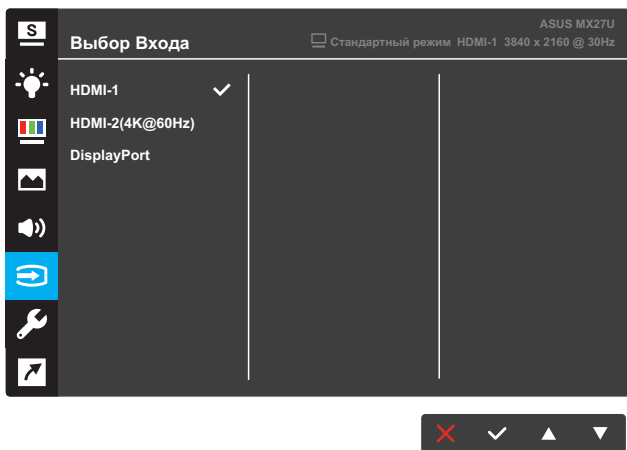 S
ASUS MX27U
Выбор Входа
Стандартный режим HDMI-1 3840 x 2160 @ 30Hz
HDMI-1
HDMI-2(4K@60Hz)
DisplayPort